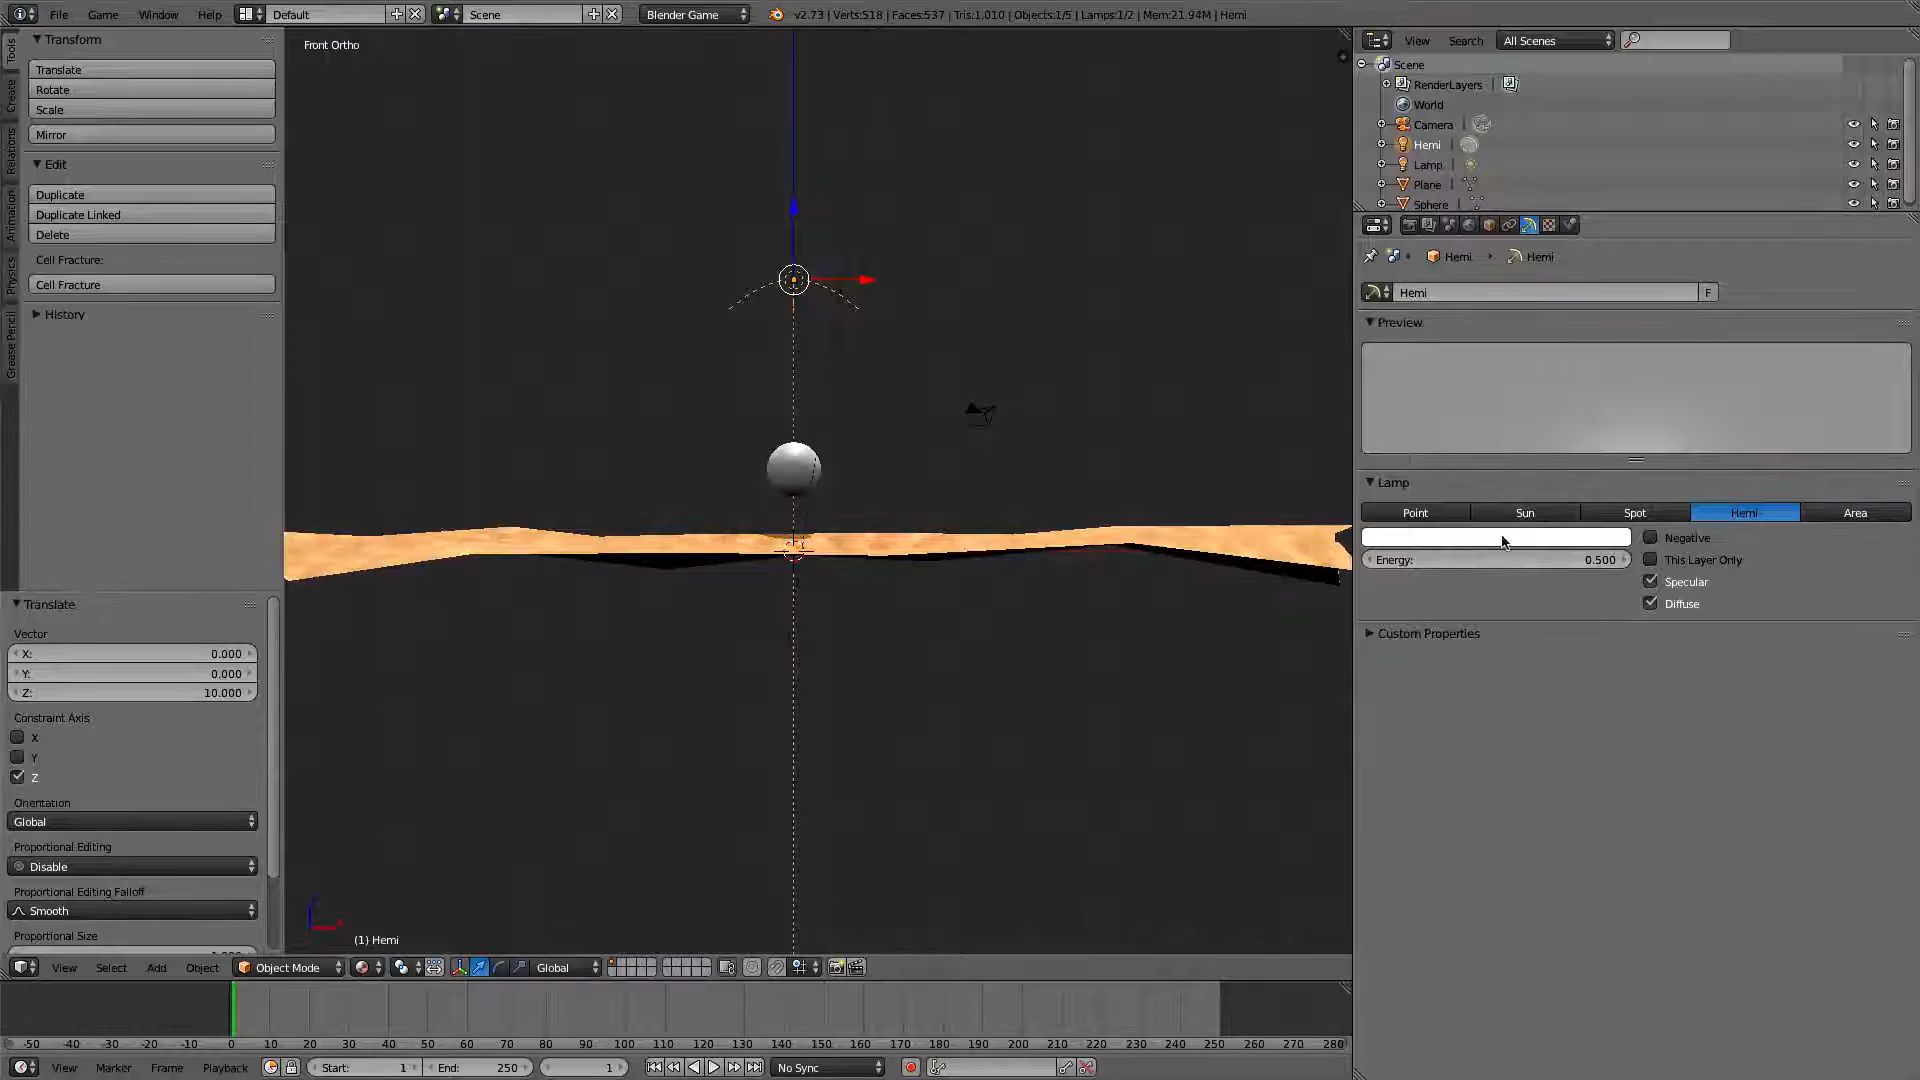 File Game Window Help Default Scene Blender Game v2.73 | Verts:518 | Faces:537 | Tris:1,010 | Objects:1/5 | Lamps:1/2 | Mem:21.94M | Hemi
Tools
Create
Relations
Animation
Physics
Grease Pencil
Transform
Translate
Rotate
Scale
Mirror
Edit
Duplicate
Duplicate Linked
Delete
Cell Fracture:
Cell Fracture
History
Translate
Vector
X: 0.000
Y: 0.000
Z: 10.000
Constraint Axis
X
Y
Z
Orientation
Global
Proportional Editing
Disable
Proportional Editing Falloff
Smooth
Proportional Size
Front Ortho
(1) Hemi
View Select Add Object Object Mode Global
-50 -40 -30 -20 -10 0 10 20 30 40 50 60 70 80 90 100 110 120 130 140 150 160 170 180 190 200 210 220 230 240 250 260 270 280
View Marker Frame Playback Start: 1 End: 250 1 No Sync
View Search All Scenes
Scene
RenderLayers
World
Camera
Hemi
Lamp
Plane
Sphere
Hemi Hemi
Hemi F
Preview
Lamp
Point Sun Spot Hemi Area
Negative
Energy: 0.500 This Layer Only
Specular
Diffuse
Custom Properties